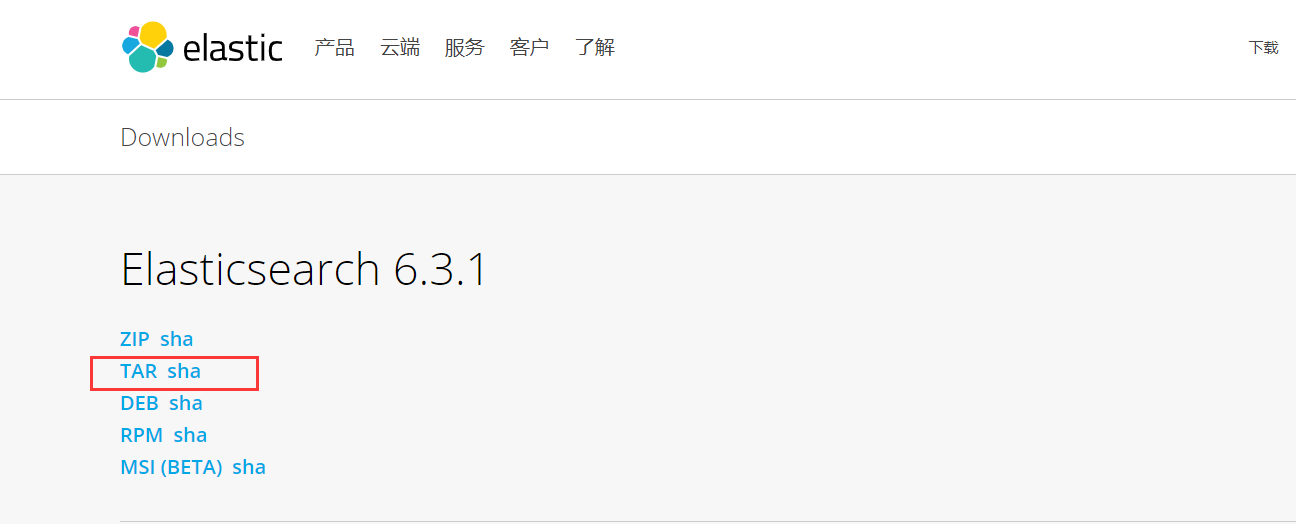 elastic 产品 云端 服务 客户 了解 下载
Downloads
Elasticsearch 6.3.1
ZIP sha
TAR sha
DEB sha
RPM sha
MSI (BETA) sha